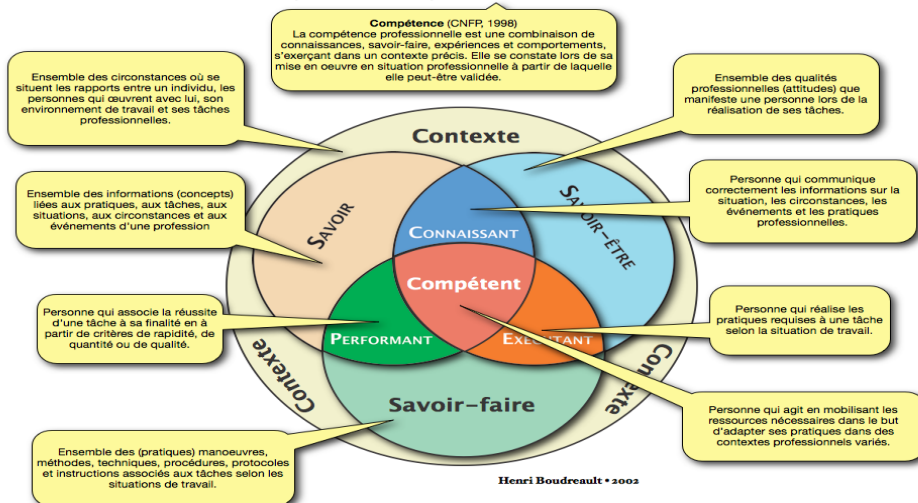 Compétence (CNFP, 1998)
La compétence professionnelle est une combinaison de
connaissances, savoir-faire, expériences et comportements,
s'exerçant dans un contexte précis. Elle se constate lors de sa
mise en oeuvre en situation professionelle à partir de laquelle
elle peut-être validée.
Ensemble des circonstances où se
situent les rapports entre un individu, les
personnes qui œuvrent avec lui, son
environnement de travail et ses tâches
professionnelles.
Ensemble des qualités
professionnelles (attitudes) que
manifeste une personne lors de la
réalisation de ses tâches.
Contexte
Ensemble des informations (concepts)
liées aux pratiques, aux tâches, aux
situations, aux circonstances et aux
événements d'une profession
SAVOIR
CONNAISSANT
SAVOIR-ÊTRE
Personne qui communique
correctement les informations sur la
situation, les circonstances, les
événements et les pratiques
professionnelles.
Compétent
Personne qui associe la réussite
d'une tâche à sa finalité en à
partir de critères de rapidité, de
quantité ou de qualité.
PERFORMANT
EXÉCUTANT
Personne qui réalise les
pratiques requises à une tâche
selon la situation de travail.
Contexte
Savoir-faire
Contexte
Personne qui agit en mobilisant les
ressources nécessaires dans le but
d'adapter ses pratiques dans des
contextes professionnels variés.
Ensemble des (pratiques) manoeuvres,
méthodes, techniques, procédures, protocoles
et instructions associés aux tâches selon les
situations de travail.
Henri Boudreault • 2002